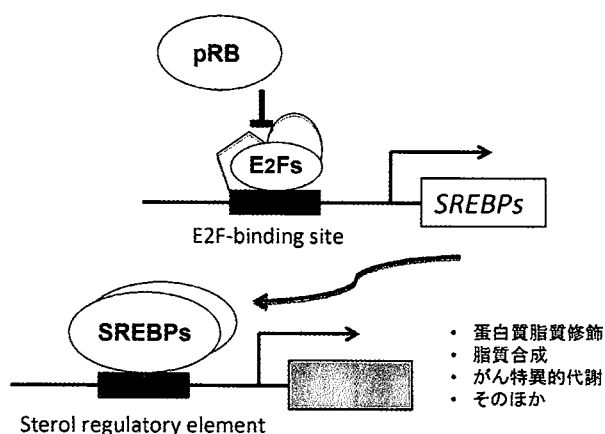 pRB
E2Fs
SREBPs
E2F-binding site
SREBPs
Sterol regulatory element
・ 蛋白質脂質修飾
・ 脂質合成
・ がん特異的代謝
・ そのほか